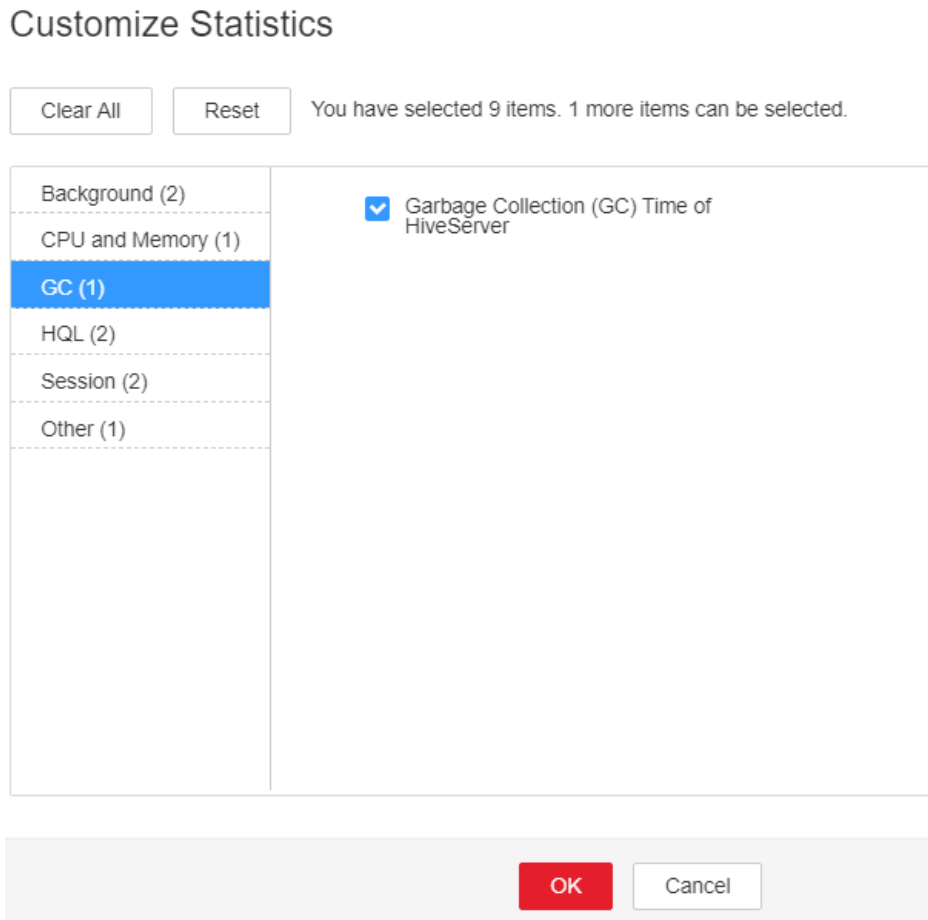 Customize Statistics
Clear All
Reset
You have selected 9 items. 1 more items can be selected.
Background (2)
CPU and Memory (1)
GC (1)
HQL (2)
Session (2)
Other (1)
Garbage Collection (GC) Time of
HiveServer
OK
Cancel